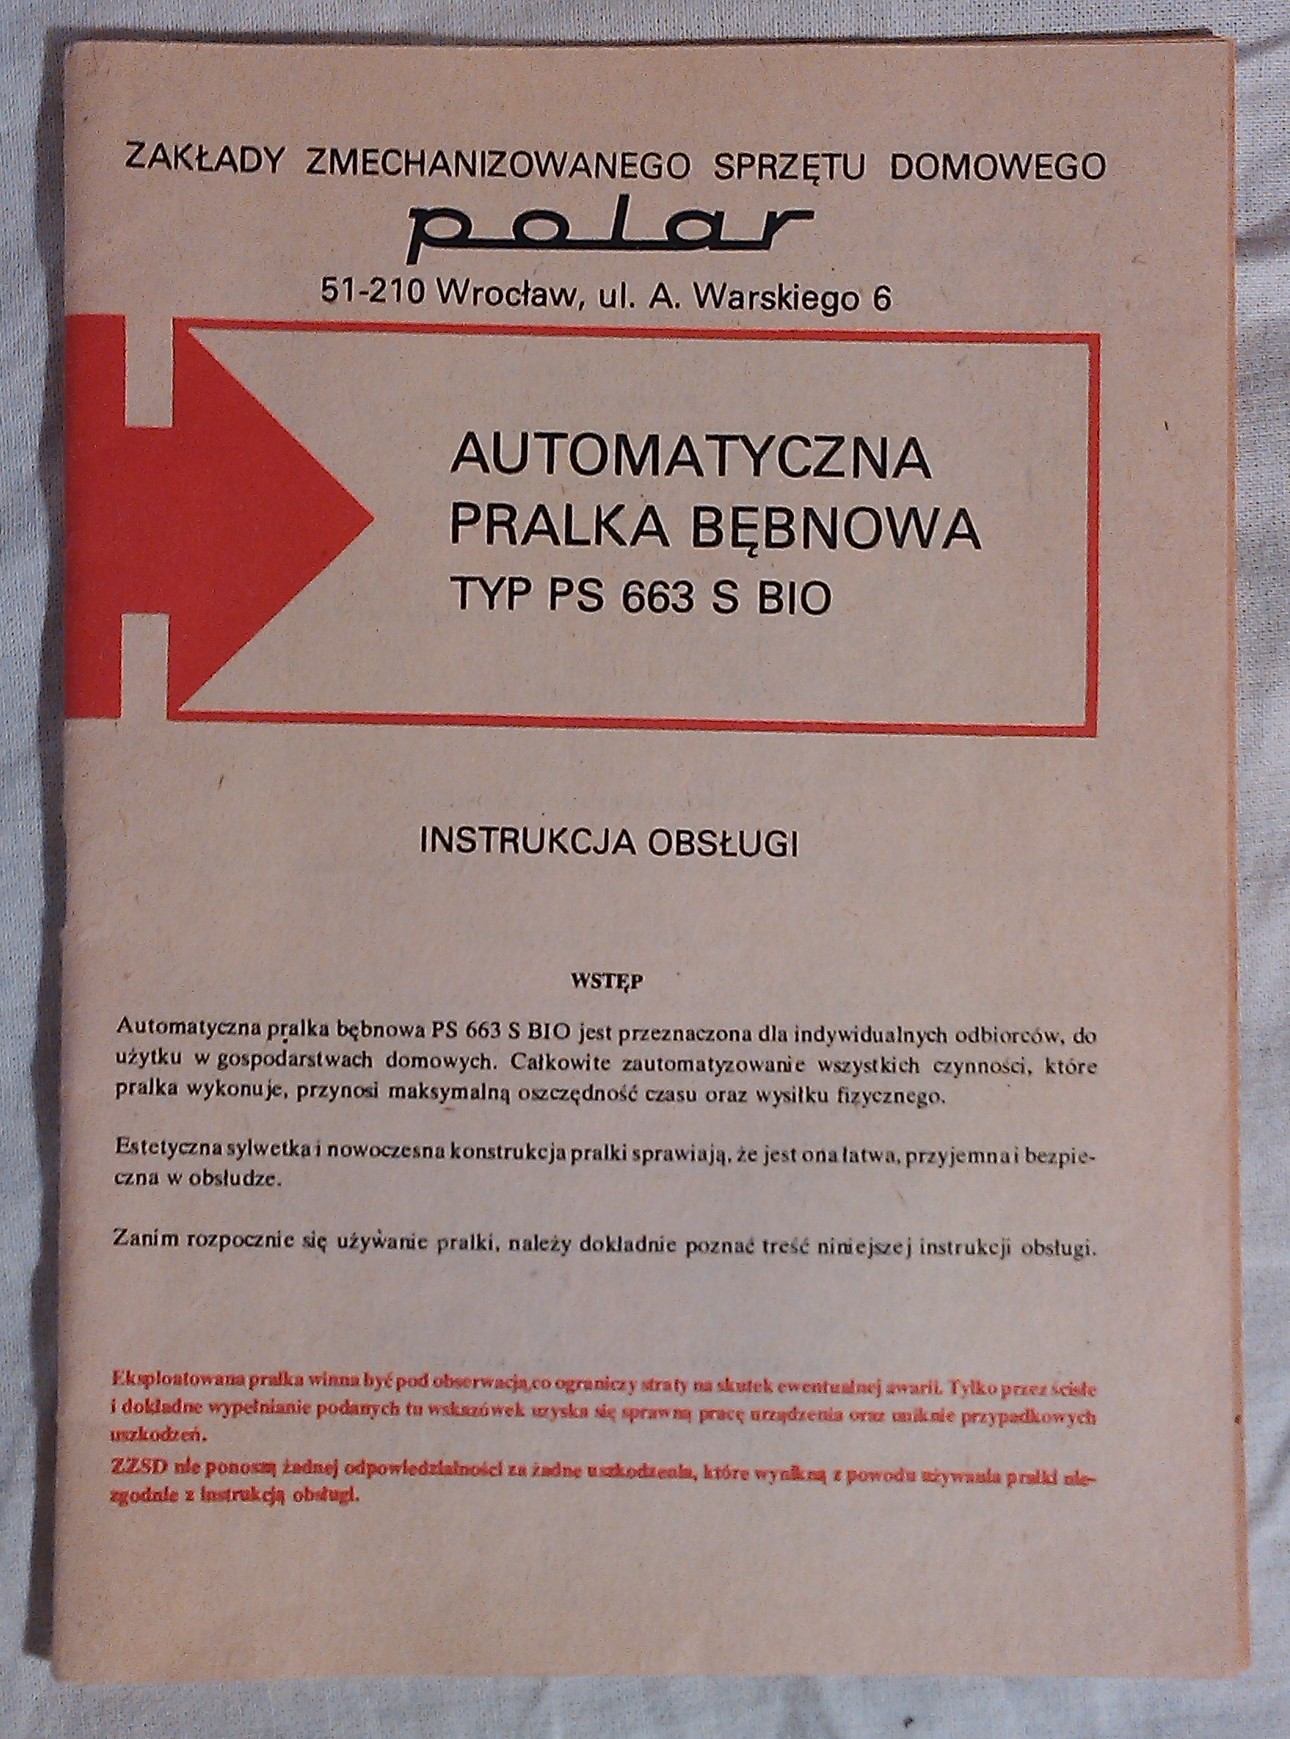 ZAKŁADY ZMECHANIZOWANEGO SPRZĘTU DOMOWEGO
polar
51-210 Wrocław, ul. A. Warskiego 6
AUTOMATYCZNA
PRALKA BĘBNOWA
TYP PS 663 S BIO
INSTRUKCJA OBSŁUGI
WSTĘP
Automatyczna pralka bębnowa PS 663 S BIO jest przeznaczona dla indywidualnych odbiorców, do
użytku w gospodarstwach domowych. Całkowite zautomatyzowanie wszystkich czynności, które
pralka wykonuje, przynosi maksymalną oszczędność czasu oraz wysiłku fizycznego.
Estetyczna sylwetka i nowoczesna konstrukcja pralki sprawiają, że jest ona łatwa, przyjemna i bezpie-
czna w obsłudze.
Zanim rozpocznie się używanie pralki, należy dokładnie poznać treść niniejszej instrukcji obsługi.
Eksploatowana pralka winna być pod obserwacją,co ograniczy straty na skutek ewentualnej awarii. Tylko przez ścisłe
i dokładne wypełnianie podanych tu wskazówek uzyska się sprawną pracę urządzenia oraz uniknie przypadkowych
uszkodzeń.
ZZSD nie ponoszą żadnej odpowiedzialności za żadne uszkodzenia, które wynikną z powodu używania pralki nie-
zgodnie z instrukcją obsługi.